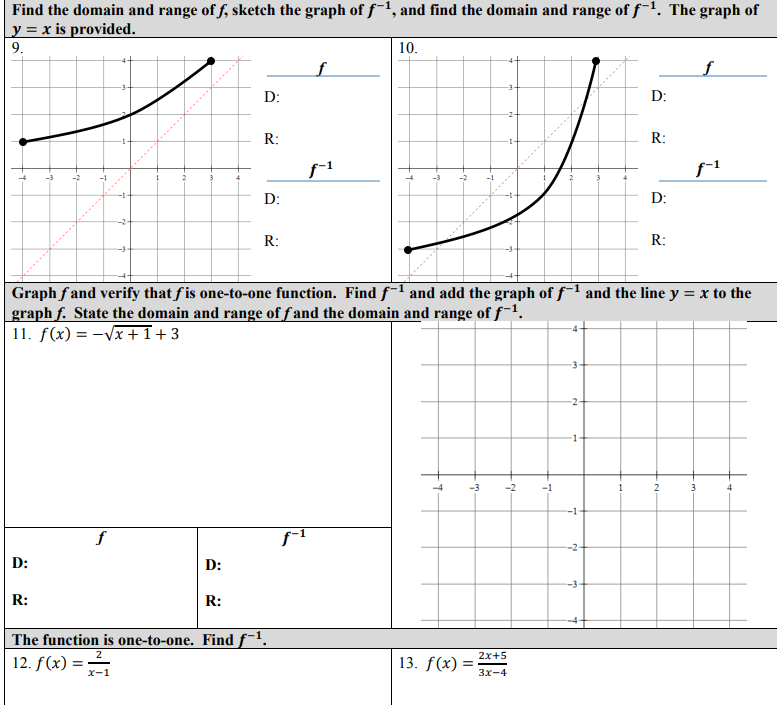 Find the domain and range of f, sketch the graph of f⁻¹, and find the domain and range of f⁻¹. The graph of
y = x is provided.
9.
f
D:
R:
f⁻¹
D:
R:
4
3
1
-4 -3 -2 -1 1 2 3 4
-1
-2
-3
-4
10.
f
D:
R:
f⁻¹
D:
R:
4
3
2
1
-4 -3 -2 -1 1 2 3 4
-1
-3
-4
Graph f and verify that f is one-to-one function. Find f⁻¹ and add the graph of f⁻¹ and the line y = x to the
graph f. State the domain and range of f and the domain and range of f⁻¹.
11. f(x) = −√(x + 1) + 3
4
3
2
1
-4 -3 -2 -1 1 2 3 4
-1
-2
-3
-4
f
D:
R:
f⁻¹
D:
R:
The function is one-to-one. Find f⁻¹.
12. f(x) = 2/(x−1)
13. f(x) = (2x+5)/(3x−4)